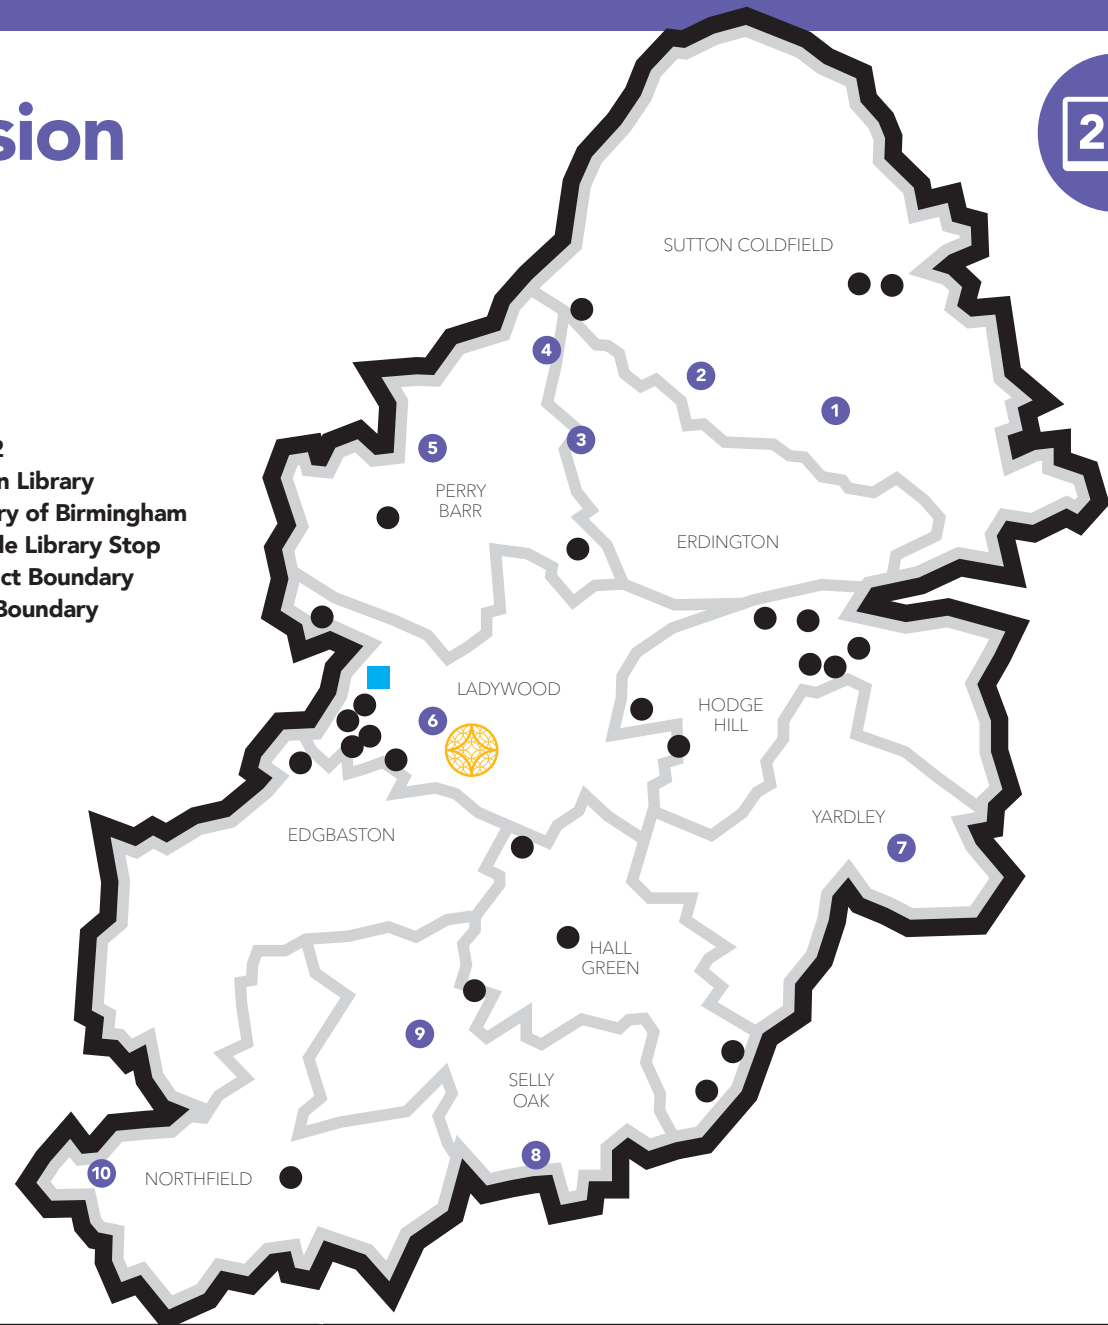 sion
2
2
n Library
ry of Birmingham
le Library Stop
ct Boundary
Boundary
SUTTON COLDFIELD
4
2
1
3
5
PERRY
BARR
ERDINGTON
LADYWOOD
6
HODGE
HILL
YARDLEY
7
EDGBASTON
HALL
GREEN
9
SELLY
OAK
8
10
NORTHFIELD